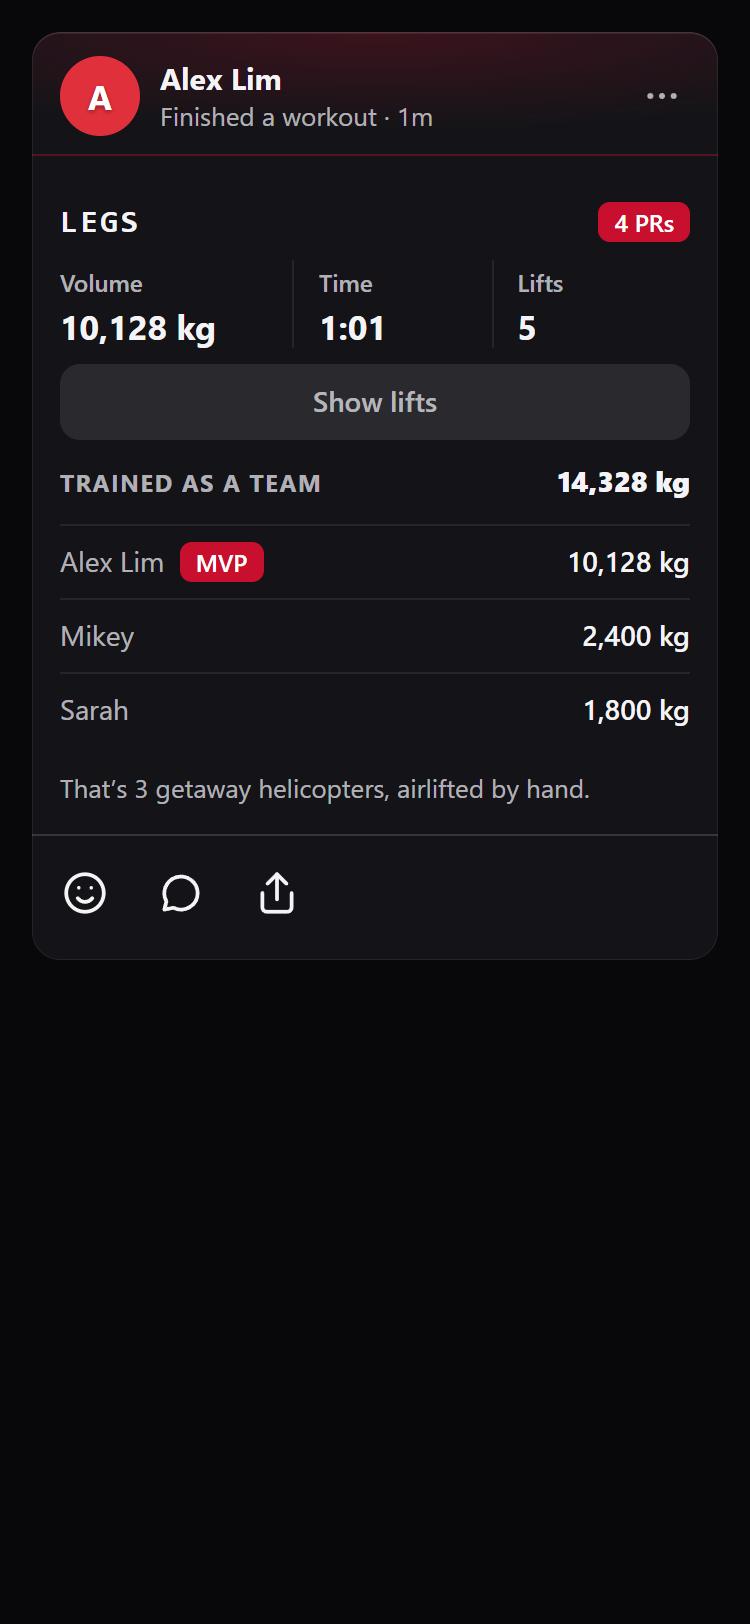 A
Alex Lim
Finished a workout · 1m
LEGS 4 PRs
Volume Time Lifts
10,128 kg 1:01 5
Show lifts
TRAINED AS A TEAM 14,328 kg
Alex Lim MVP 10,128 kg
Mikey 2,400 kg
Sarah 1,800 kg
That’s 3 getaway helicopters, airlifted by hand.